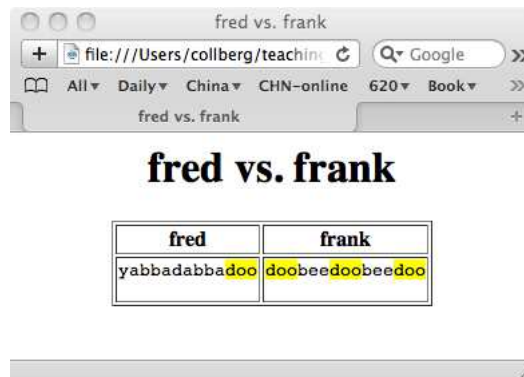 fred vs. frank
+ file:///Users/collberg/teaching Google »
All▾ Daily▾ China▾ CHN-online 620▾ Book▾ »
fred vs. frank +
fred vs. frank
fred frank
yabbadabbadoo doobeedoobeedoo